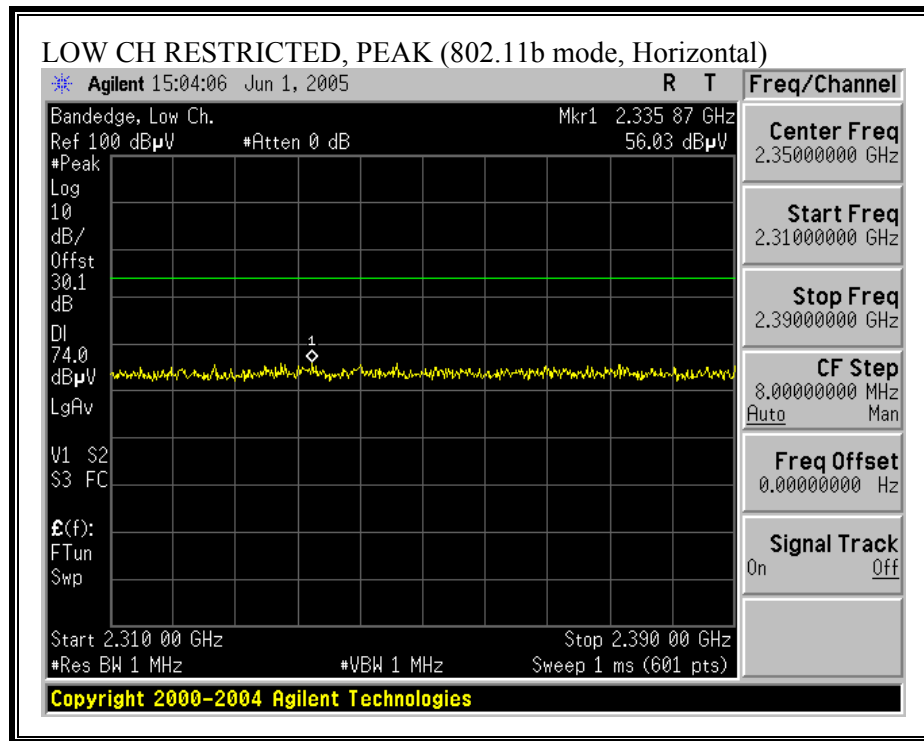 LOW CH RESTRICTED, PEAK (802.11b mode, Horizontal)
Agilent 15:04:06 Jun 1, 2005 R T
Bandedge, Low Ch. Mkr1 2.335 87 GHz
Ref 100 dBµV #Atten 0 dB 56.03 dBµV
#Peak
Log
10
dB/
Offst
30.1
dB
DI
74.0
dBµV
LgAv
V1 S2
S3 FC
£(f):
FTun
Swp
1
Start 2.310 00 GHz Stop 2.390 00 GHz
#Res BW 1 MHz #VBW 1 MHz Sweep 1 ms (601 pts)
Freq/Channel
Center Freq
2.35000000 GHz
Start Freq
2.31000000 GHz
Stop Freq
2.39000000 GHz
CF Step
8.00000000 MHz
Auto Man
Freq Offset
0.00000000 Hz
Signal Track
On Off
Copyright 2000-2004 Agilent Technologies